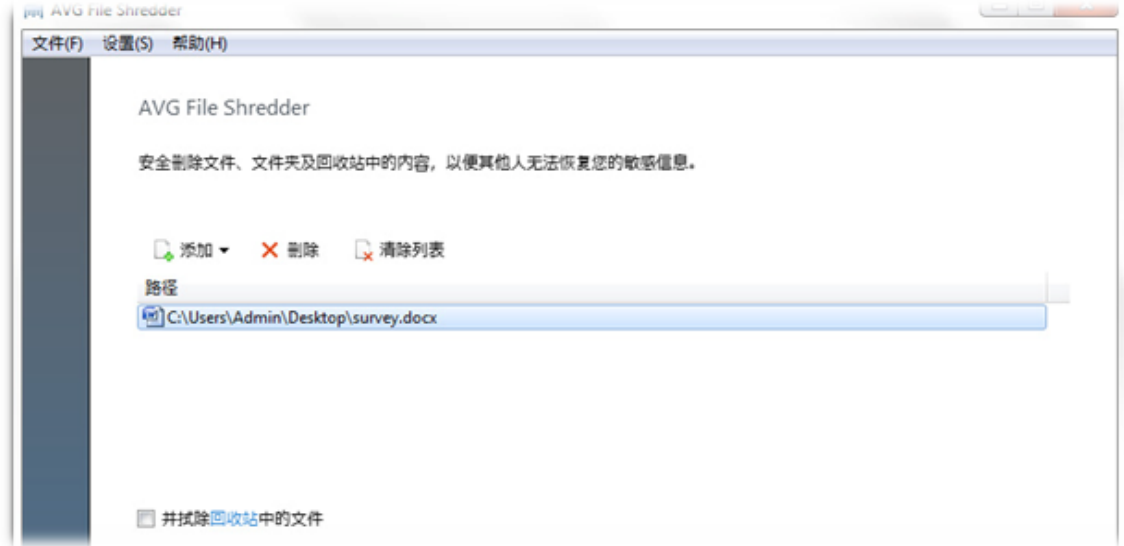 AVG File Shredder
文件(F) 设置(S) 帮助(H)
AVG File Shredder
安全删除文件、文件夹及回收站中的内容，以便其他人无法恢复您的敏感信息。
添加 删除 清除列表
路径
C:\Users\Admin\Desktop\survey.docx
并拭除回收站中的文件